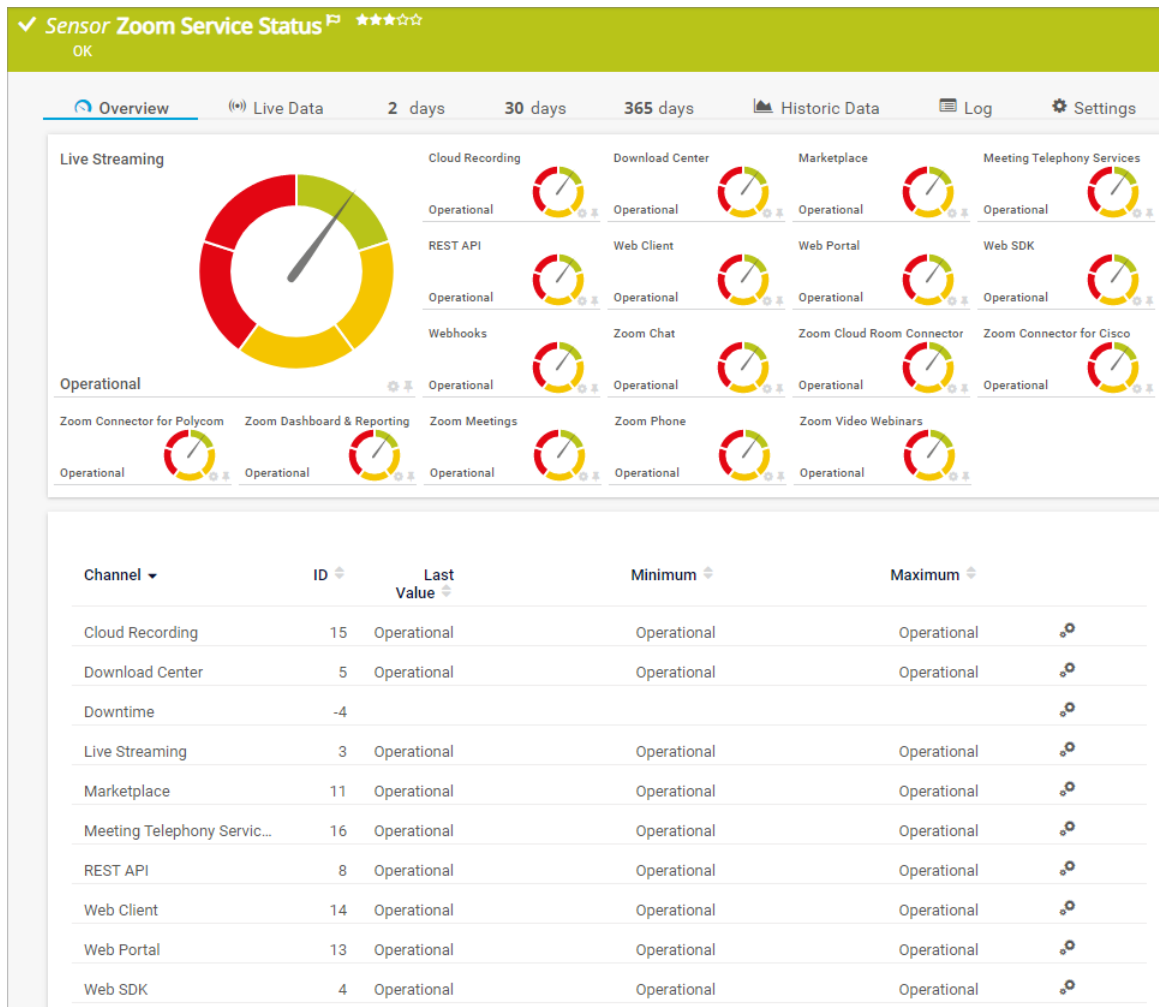 Sensor Zoom Service Status
OK
Overview Live Data 2 days 30 days 365 days Historic Data Log Settings
Live Streaming
Operational
Cloud Recording
Operational
Download Center
Operational
Marketplace
Operational
Meeting Telephony Services
Operational
REST API
Operational
Web Client
Operational
Web Portal
Operational
Web SDK
Operational
Webhooks
Operational
Zoom Chat
Operational
Zoom Cloud Room Connector
Operational
Zoom Connector for Cisco
Operational
Zoom Connector for Polycom
Operational
Zoom Dashboard & Reporting
Operational
Zoom Meetings
Operational
Zoom Phone
Operational
Zoom Video Webinars
Operational
Channel ID Last Value Minimum Maximum
Cloud Recording 15 Operational Operational Operational
Download Center 5 Operational Operational Operational
Downtime -4
Live Streaming 3 Operational Operational Operational
Marketplace 11 Operational Operational Operational
Meeting Telephony Servic... 16 Operational Operational Operational
REST API 8 Operational Operational Operational
Web Client 14 Operational Operational Operational
Web Portal 13 Operational Operational Operational
Web SDK 4 Operational Operational Operational